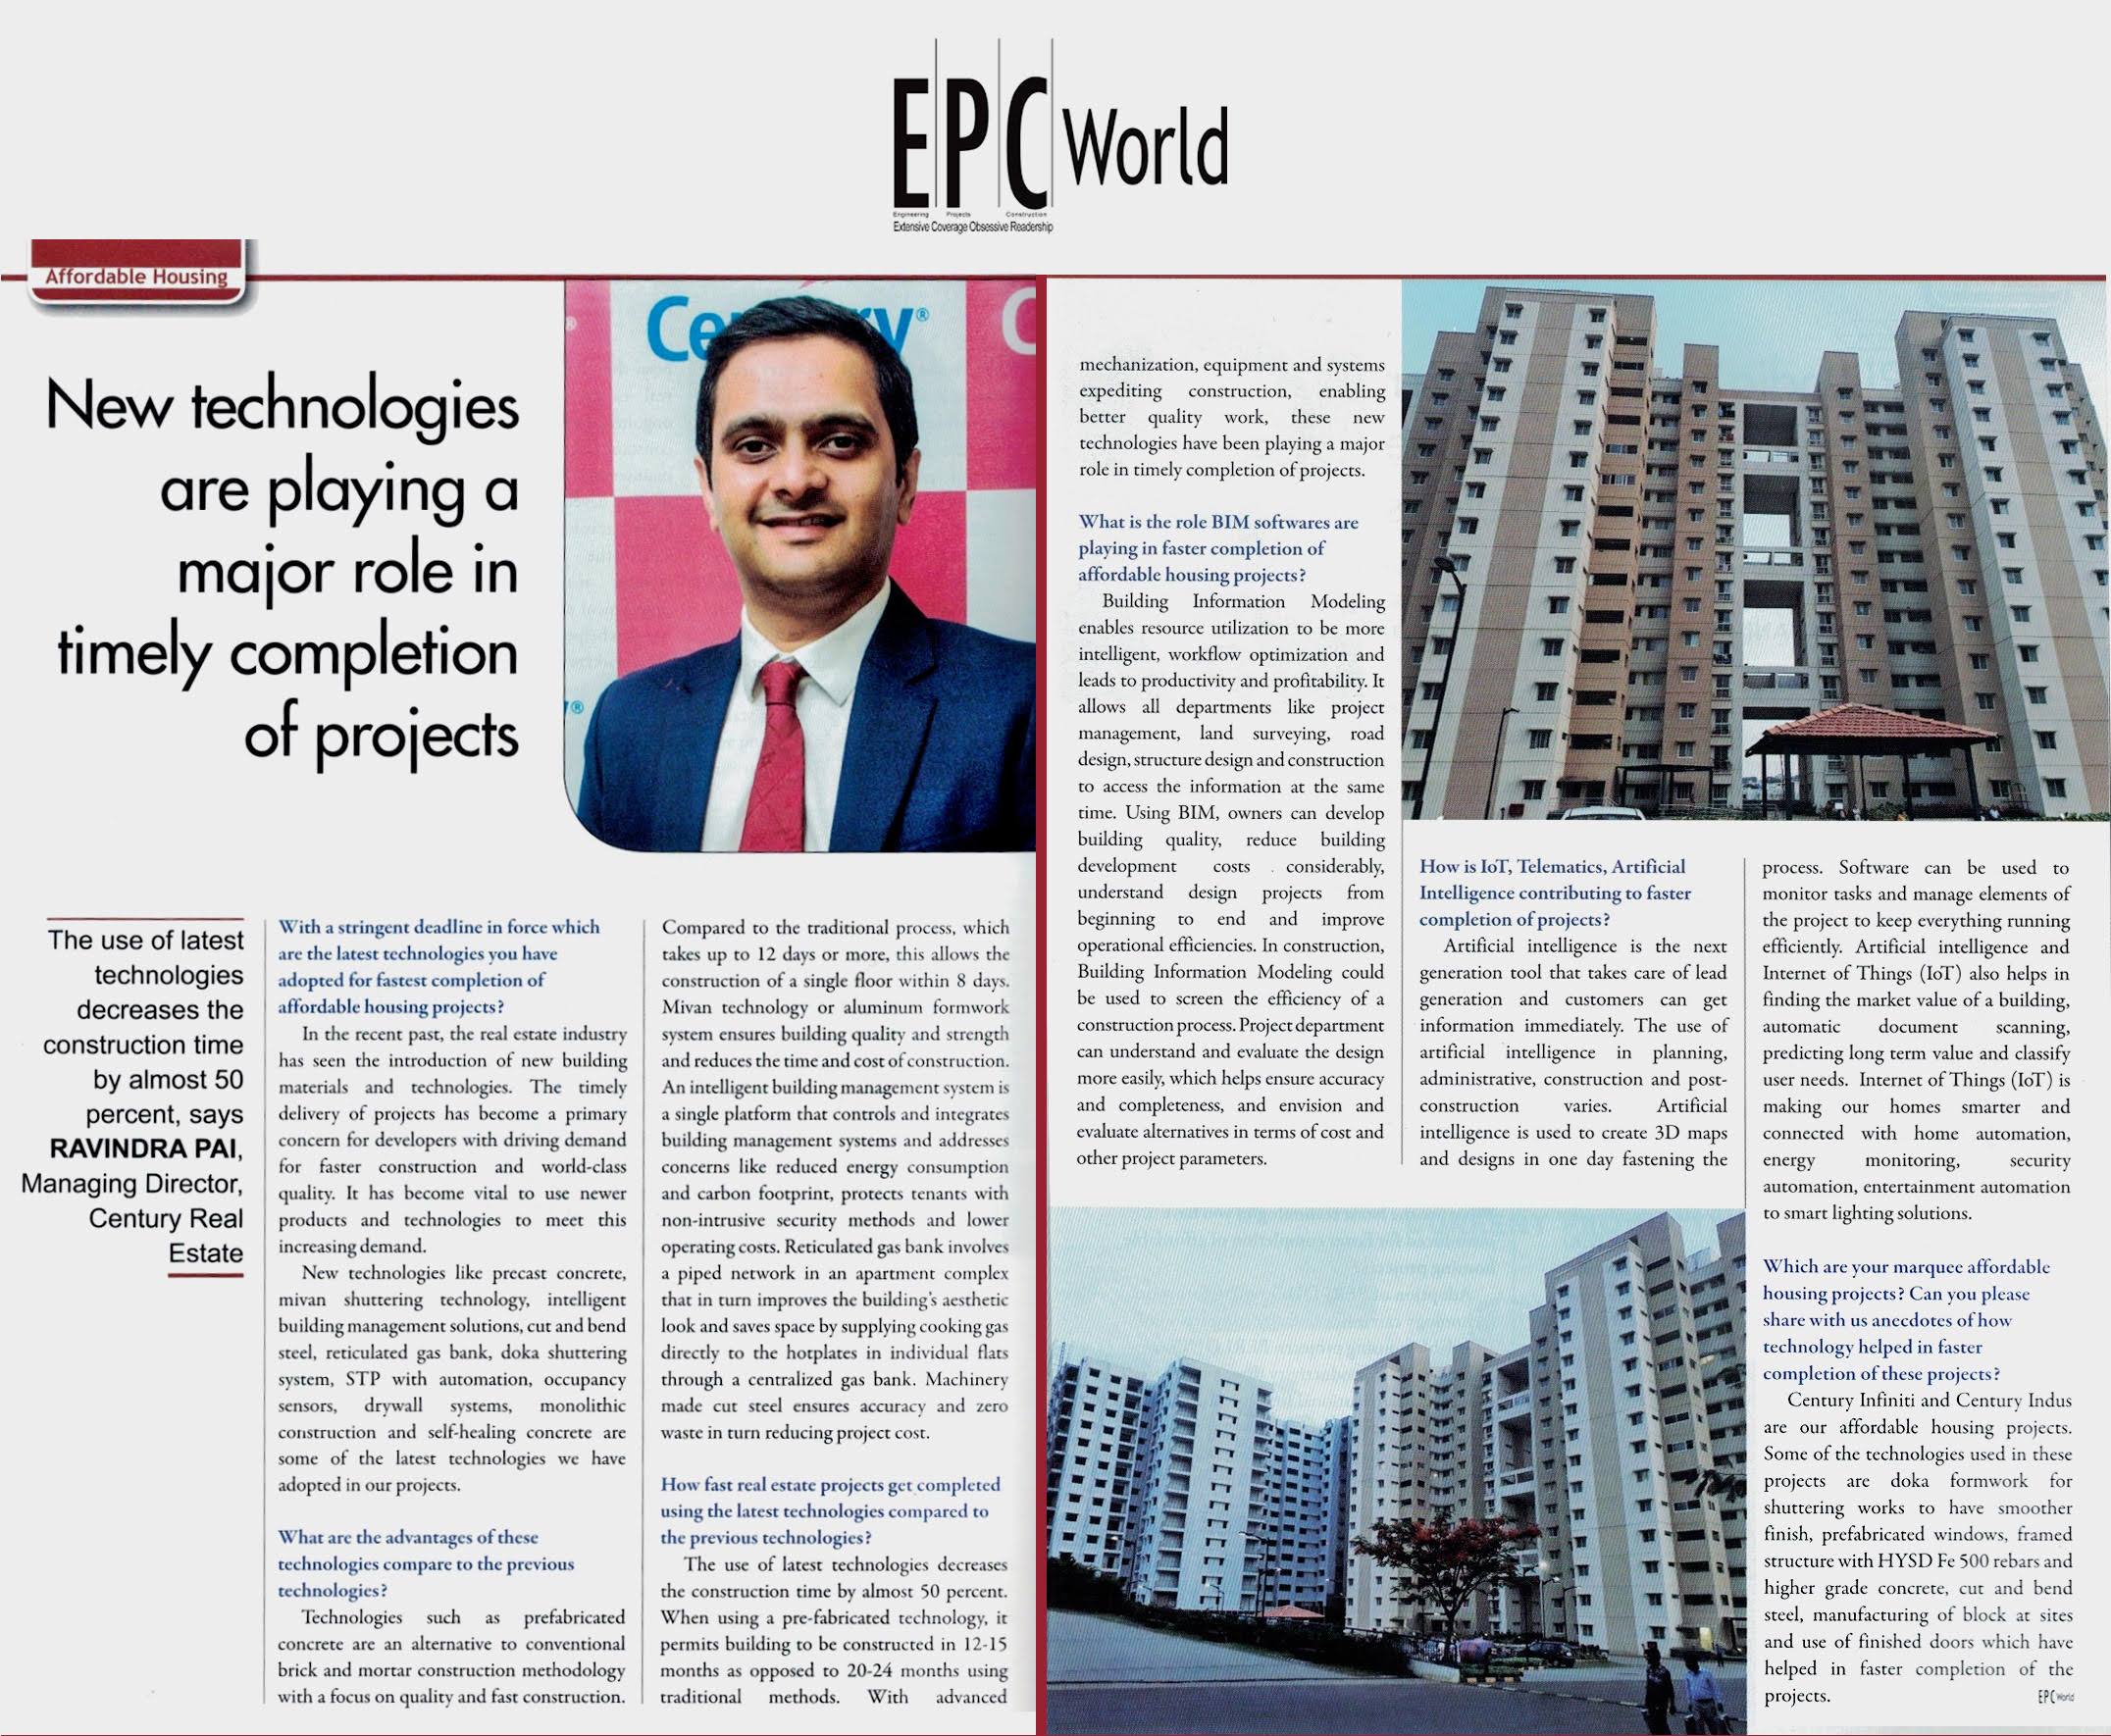 EPC World
Engineering Projects Construction
Extensive Coverage Obsessive Readership
Affordable Housing
New technologies
are playing a
major role in
timely completion
of projects
The use of latest
technologies
decreases the
construction time
by almost 50
percent, says
RAVINDRA PAI,
Managing Director,
Century Real
Estate
With a stringent deadline in force which
are the latest technologies you have
adopted for fastest completion of
affordable housing projects?
In the recent past, the real estate industry
has seen the introduction of new building
materials and technologies. The timely
delivery of projects has become a primary
concern for developers with driving demand
for faster construction and world-class
quality. It has become vital to use newer
products and technologies to meet this
increasing demand.
New technologies like precast concrete,
mivan shuttering technology, intelligent
building management solutions, cut and bend
steel, reticulated gas bank, doka shuttering
system, STP with automation, occupancy
sensors, drywall systems, monolithic
construction and self-healing concrete are
some of the latest technologies we have
adopted in our projects.
What are the advantages of these
technologies compare to the previous
technologies?
Technologies such as prefabricated
concrete are an alternative to conventional
brick and mortar construction methodology
with a focus on quality and fast construction.
Compared to the traditional process, which
takes up to 12 days or more, this allows the
construction of a single floor within 8 days.
Mivan technology or aluminum formwork
system ensures building quality and strength
and reduces the time and cost of construction.
An intelligent building management system is
a single platform that controls and integrates
building management systems and addresses
concerns like reduced energy consumption
and carbon footprint, protects tenants with
non-intrusive security methods and lower
operating costs. Reticulated gas bank involves
a piped network in an apartment complex
that in turn improves the building's aesthetic
look and saves space by supplying cooking gas
directly to the hotplates in individual flats
through a centralized gas bank. Machinery
made cut steel ensures accuracy and zero
waste in turn reducing project cost.
How fast real estate projects get completed
using the latest technologies compared to
the previous technologies?
The use of latest technologies decreases
the construction time by almost 50 percent.
When using a pre-fabricated technology, it
permits building to be constructed in 12-15
months as opposed to 20-24 months using
traditional methods. With advanced
mechanization, equipment and systems
expediting construction, enabling
better quality work, these new
technologies have been playing a major
role in timely completion of projects.
What is the role BIM softwares are
playing in faster completion of
affordable housing projects?
Building Information Modeling
enables resource utilization to be more
intelligent, workflow optimization and
leads to productivity and profitability. It
allows all departments like project
management, land surveying, road
design, structure design and construction
to access the information at the same
time. Using BIM, owners can develop
building quality, reduce building
development costs considerably,
understand design projects from
beginning to end and improve
operational efficiencies. In construction,
Building Information Modeling could
be used to screen the efficiency of a
construction process. Project department
can understand and evaluate the design
more easily, which helps ensure accuracy
and completeness, and envision and
evaluate alternatives in terms of cost and
other project parameters.
How is IoT, Telematics, Artificial
Intelligence contributing to faster
completion of projects?
Artificial intelligence is the next
generation tool that takes care of lead
generation and customers can get
information immediately. The use of
artificial intelligence in planning,
administrative, construction and post-
construction varies. Artificial
intelligence is used to create 3D maps
and designs in one day fastening the
process. Software can be used to
monitor tasks and manage elements of
the project to keep everything running
efficiently. Artificial intelligence and
Internet of Things (IoT) also helps in
finding the market value of a building,
automatic document scanning,
predicting long term value and classify
user needs. Internet of Things (IoT) is
making our homes smarter and
connected with home automation,
energy monitoring, security
automation, entertainment automation
to smart lighting solutions.
Which are your marquee affordable
housing projects? Can you please
share with us anecdotes of how
technology helped in faster
completion of these projects?
Century Infiniti and Century Indus
are our affordable housing projects.
Some of the technologies used in these
projects are doka formwork for
shuttering works to have smoother
finish, prefabricated windows, framed
structure with HYSD Fe 500 rebars and
higher grade concrete, cut and bend
steel, manufacturing of block at sites
and use of finished doors which have
helped in faster completion of the
projects.
EPC World